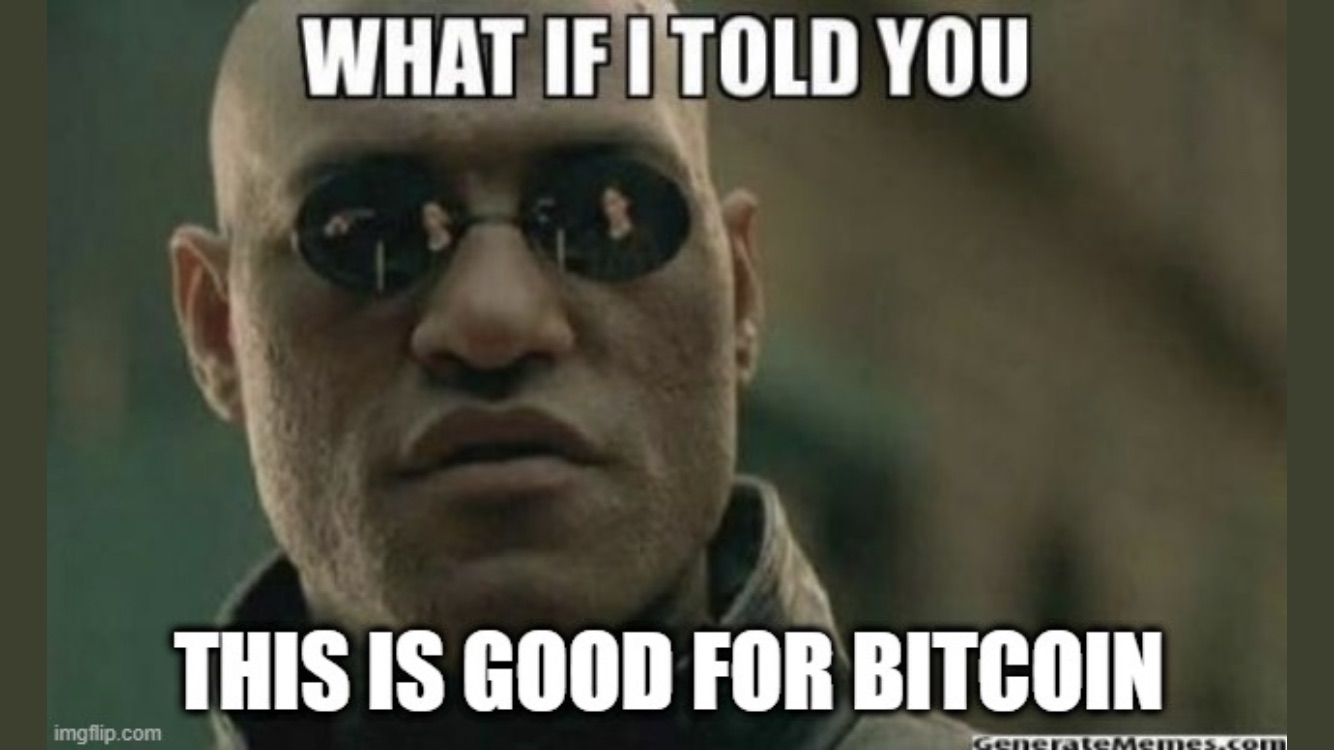 WHAT IF I TOLD YOU
THIS IS GOOD FOR BITCOIN
imgflip.com
GenerateMemes.com